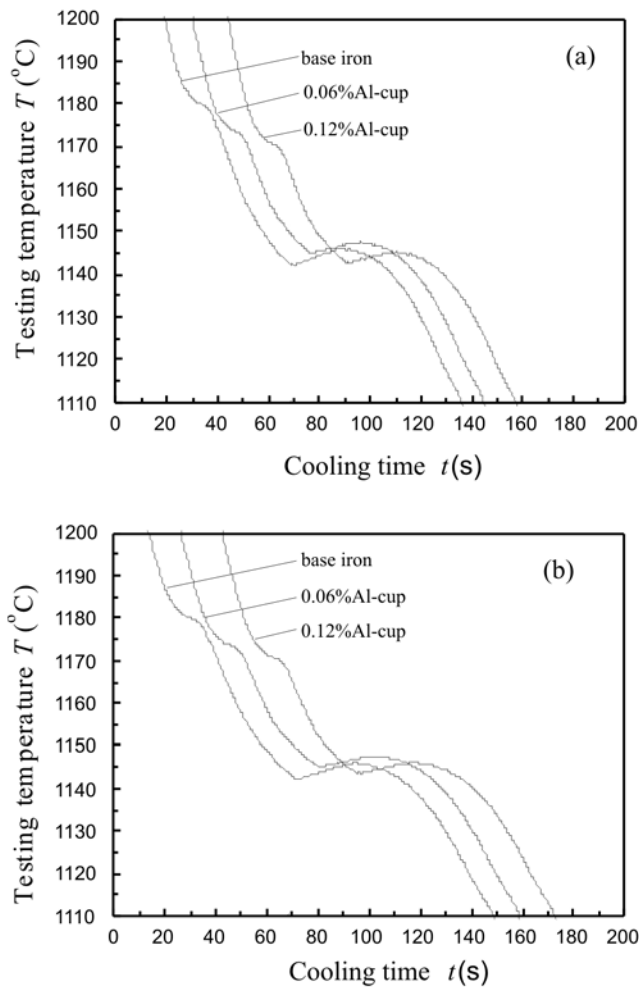 1200
1190
1180
1170
1160
1150
1140
1130
1120
1110
Testing temperature T (°C)
(a)
base iron
0.06%Al-cup
0.12%Al-cup
0 20 40 60 80 100 120 140 160 180 200
Cooling time t(s)
1200
1190
1180
1170
1160
1150
1140
1130
1120
1110
Testing temperature T (°C)
(b)
base iron
0.06%Al-cup
0.12%Al-cup
0 20 40 60 80 100 120 140 160 180 200
Cooling time t(s)